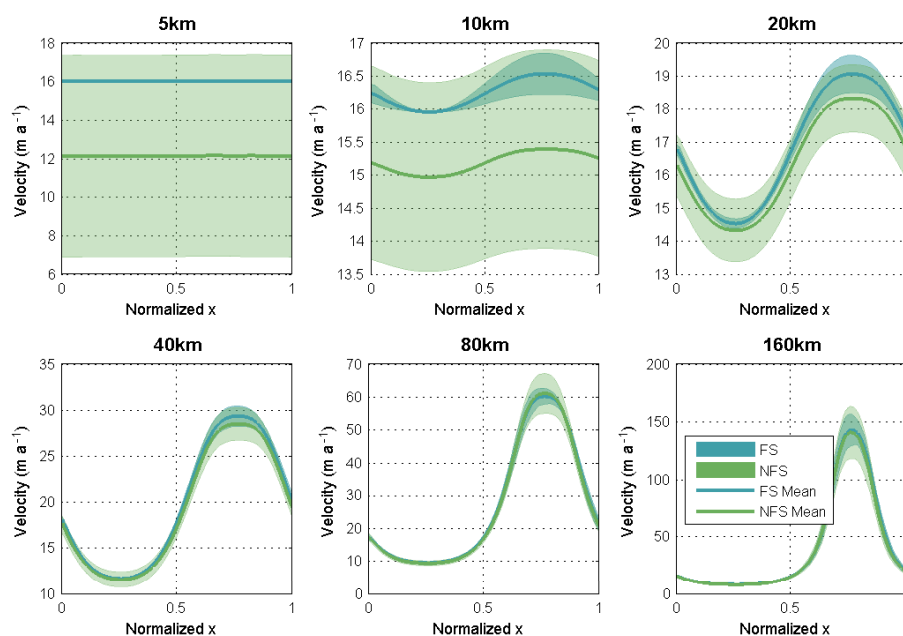 5km
18
16
14
12
10
8
6
Velocity (m a⁻¹)
0
0.5
1
Normalized x
10km
16.5
16
15.5
15
14.5
14
13.5
Velocity (m a⁻¹)
0
0.5
1
Normalized x
20km
20
19
18
17
16
15
14
13
Velocity (m a⁻¹)
0
0.5
Normalized x
40km
35
30
25
20
15
10
Velocity (m a⁻¹)
0
0.5
1
Normalized x
80km
70
60
50
40
30
20
10
0
Velocity (m a⁻¹)
0
0.5
1
Normalized x
160km
200
150
100
50
0
Velocity (m a⁻¹)
0
0.5
1
Normalized x
FS
NFS
FS Mean
NFS Mean